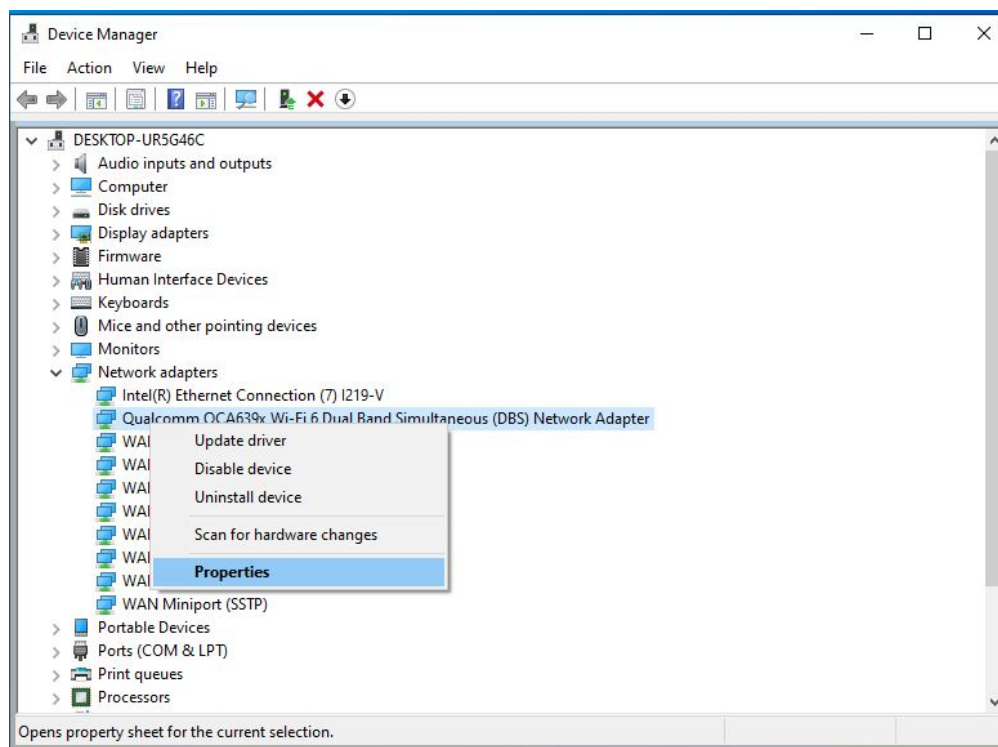 Device Manager
File Action View Help
DESKTOP-UR5G46C
Audio inputs and outputs
Computer
Disk drives
Display adapters
Firmware
Human Interface Devices
Keyboards
Mice and other pointing devices
Monitors
Network adapters
Intel(R) Ethernet Connection (7) I219-V
Qualcomm QCA639x Wi-Fi 6 Dual Band Simultaneous (DBS) Network Adapter
WAN Miniport (SSTP)
Update driver
Disable device
Uninstall device
Scan for hardware changes
Properties
Portable Devices
Ports (COM & LPT)
Print queues
Processors
Opens property sheet for the current selection.